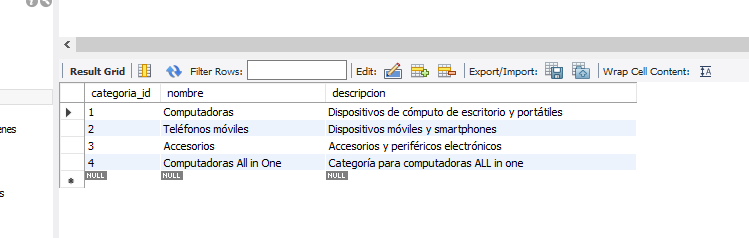 Result Grid Filter Rows: Edit: Export/Import: Wrap Cell Content: IA
categoria_id nombre descripcion
1 Computadoras Dispositivos de cómputo de escritorio y portátiles
enes
2 Teléfonos móviles Dispositivos móviles y smartphones
3 Accesorios Accesorios y periféricos electrónicos
4 Computadoras All in One Categoría para computadoras ALL in one
NULL NULL NULL
s